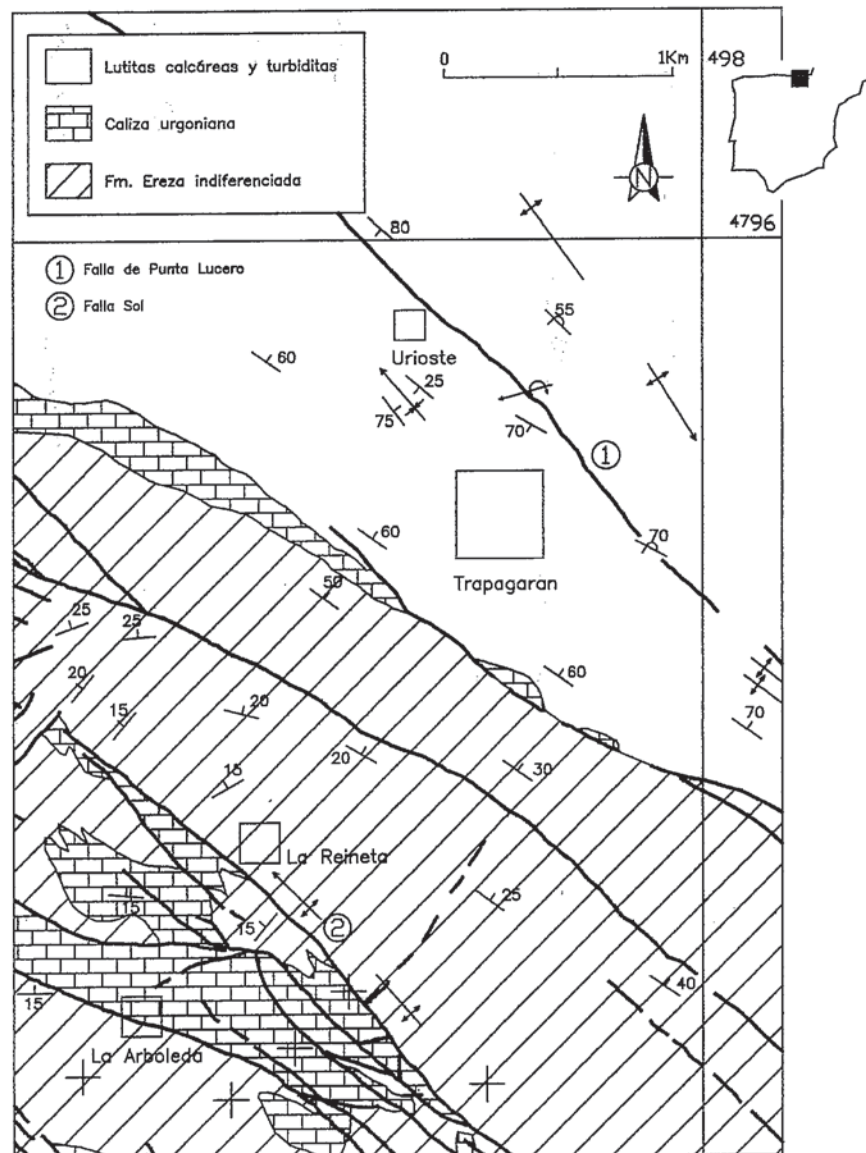 Lutitas calcáreas y turbiditas
Caliza urgoniana
Fm. Ereza indiferenciada
0 1Km
498
N
4796
1 Falla de Punta Lucero
2 Falla Sol
80
55
60
Urioste
25
75
70
1
60
70
Trapagaran
50
25
25
60
20
15
20
70
20
30
15
La Reineta
25
15
15
2
40
15
La Arboleda